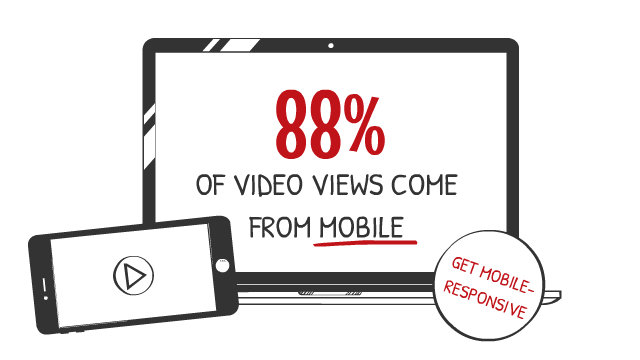 88%
OF VIDEO VIEWS COME
FROM MOBILE
GET MOBILE-
RESPONSIVE